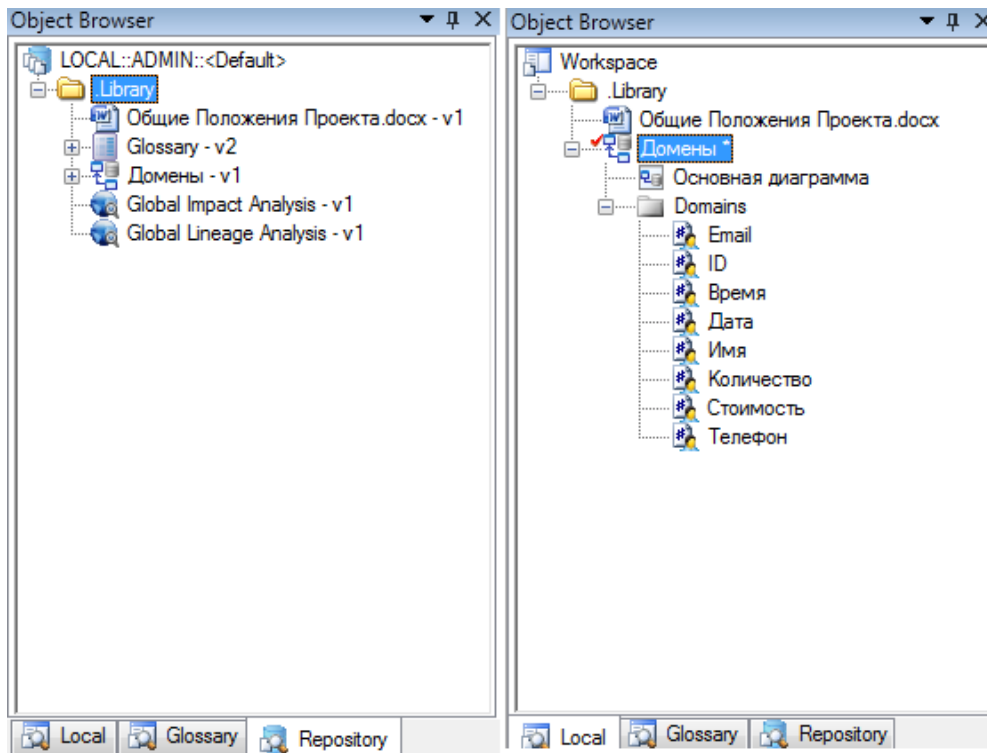 Object Browser
LOCAL::ADMIN::<Default>
.Library
Общие Положения Проекта.docx - v1
Glossary - v2
Домены - v1
Global Impact Analysis - v1
Global Lineage Analysis - v1
Local
Glossary
Repository
Object Browser
Workspace
.Library
Общие Положения Проекта.docx
Домены *
Основная диаграмма
Domains
Email
ID
Время
Дата
Имя
Количество
Стоимость
Телефон
Local
Glossary
Repository